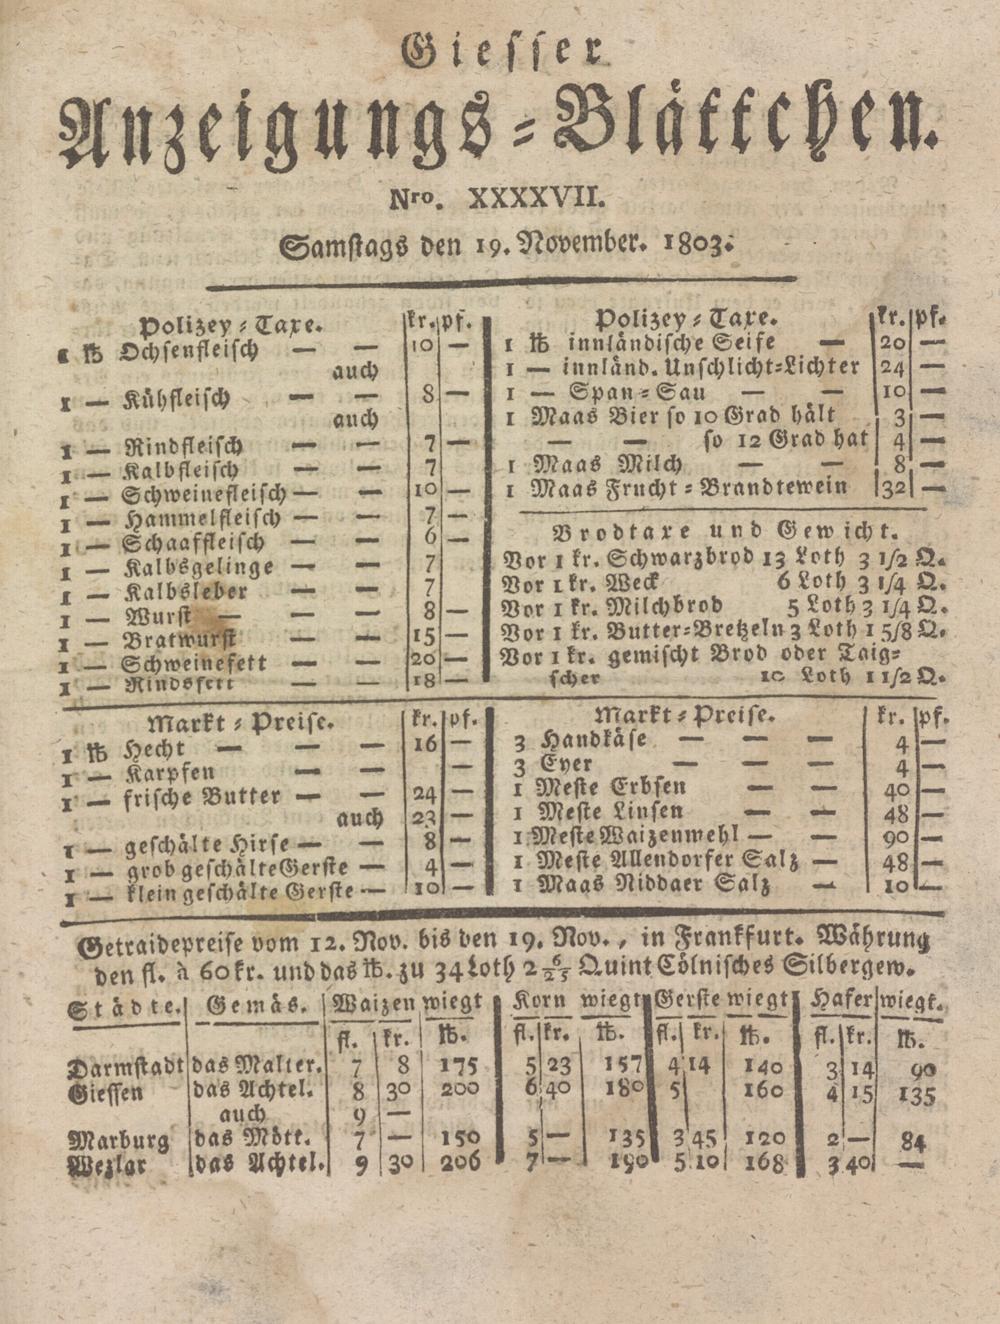 Giesser
Anzeigungs-Blättchen.
Nro. XXXXVII.
Samstags den 19. November. 1803.
Polizey-Taxe. kr. pf.
1 ℔ Ochsenfleisch — — 10 —
auch
1 — Kühfleisch — — 8 —
auch
1 — Rindfleisch — — 7 —
1 — Kalbfleisch — — 7
1 — Schweinefleisch — — 10 —
1 — Hammelfleisch — — 7 —
1 — Schaaffleisch — — 6 —
1 — Kalbsgelinge — — 7
1 — Kalbsleber — — 7
1 — Wurst — — 8 —
1 — Bratwurst — — 15 —
1 — Schweinefett — — 20 —
1 — Rindsfett — — 18 —
Polizey-Taxe. kr. pf.
1 ℔ innländische Seife — 20 —
1 — innländ. Unschlicht-Lichter 24 —
1 — Span-Sau — — 10 —
1 Maas Bier so 10 Grad hält 3 —
— — so 12 Grad hat 4 —
1 Maas Milch — — 8 —
1 Maas Frucht-Brandtewein 32 —
Brodtaxe und Gewicht.
Vor 1 kr. Schwarzbrod 13 Loth 3 1/2 Q.
Vor 1 kr. Weck 6 Loth 3 1/4 Q.
Vor 1 kr. Milchbrod 5 Loth 3 1/4 Q.
Vor 1 kr. Butter-Bretzeln 3 Loth 1 5/8 Q.
Vor 1 kr. gemischt Brod oder Taig-
scher 10 Loth 1 1/2 Q.
Markt-Preise. kr. pf.
1 ℔ Hecht — — — 16 —
1 — Karpfen — — —
1 — frische Butter — — 24 —
auch 23 —
1 — geschälte Hirse — — 8 —
1 — grob geschälte Gerste — 4 —
1 — klein geschälte Gerste — 10 —
Markt-Preise. kr. pf.
3 Handkäse — — — 4 —
3 Eyer — — — 4 —
1 Meste Erbsen — — 40 —
1 Meste Linsen — — 48 —
1 Meste Waizenmehl — — 90 —
1 Meste Allendorfer Salz — 48 —
1 Maas Niddaer Salz — 10 —
Getraidepreise vom 12. Nov. bis den 19. Nov., in Frankfurt. Währung
den fl. à 60 kr. und das ℔. zu 34 Loth 2 6/25 Quint Cölnisches Silbergew.
Städte. Gemäs. Waizen wiegt Korn wiegt Gerste wiegt Hafer wiegt.
fl. kr. ℔. fl. kr. ℔. fl. kr. ℔. fl. kr. ℔.
Darmstadt das Malter. 7 8 175 5 23 157 4 14 140 3 14 90
Giessen das Achtel. 8 30 200 6 40 180 5 160 4 15 135
auch 9 —
Marburg das Mött. 7 — 150 5 — 135 3 45 120 2 — 84
Wezlar das Achtel. 9 30 206 7 — 190 5 10 168 3 40 —